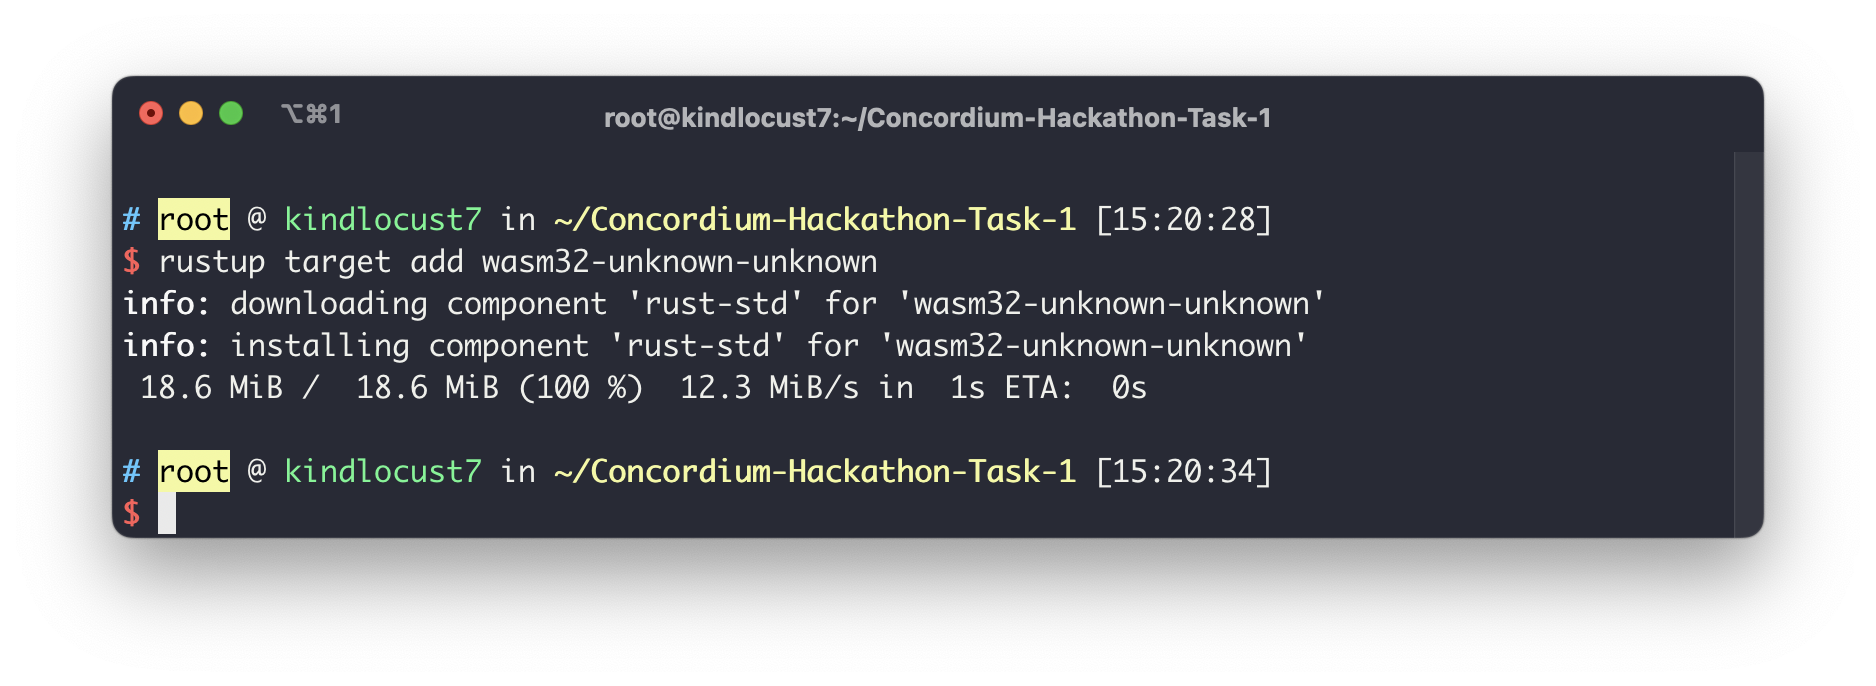 ⌥⌘1
root@kindlocust7:~/Concordium-Hackathon-Task-1
# root @ kindlocust7 in ~/Concordium-Hackathon-Task-1 [15:20:28]
$ rustup target add wasm32-unknown-unknown
info: downloading component 'rust-std' for 'wasm32-unknown-unknown'
info: installing component 'rust-std' for 'wasm32-unknown-unknown'
 18.6 MiB /  18.6 MiB (100 %)  12.3 MiB/s in  1s ETA:  0s
# root @ kindlocust7 in ~/Concordium-Hackathon-Task-1 [15:20:34]
$